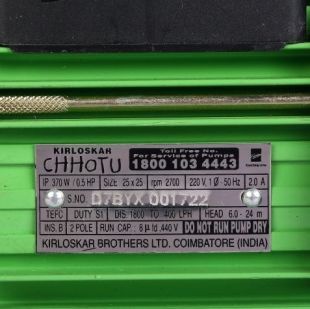 KIRLOSKAR
CHHOTU
Toll Free No.
For Service of Pumps
1800 103 4443
IP 370 W / 0.5 HP SIZE 25 x 25 rpm 2700 220 V, 1 Ø - 50 Hz 2.0 A
S.NO. D7BYX 001722
TEFC DUTY S1 DIS. 1800 TO 400 LPH HEAD 6.0 - 24 m
INS. B 2 POLE RUN CAP. : 8 µfd .440 V DO NOT RUN PUMP DRY
KIRLOSKAR BROTHERS LTD. COIMBATORE (INDIA)